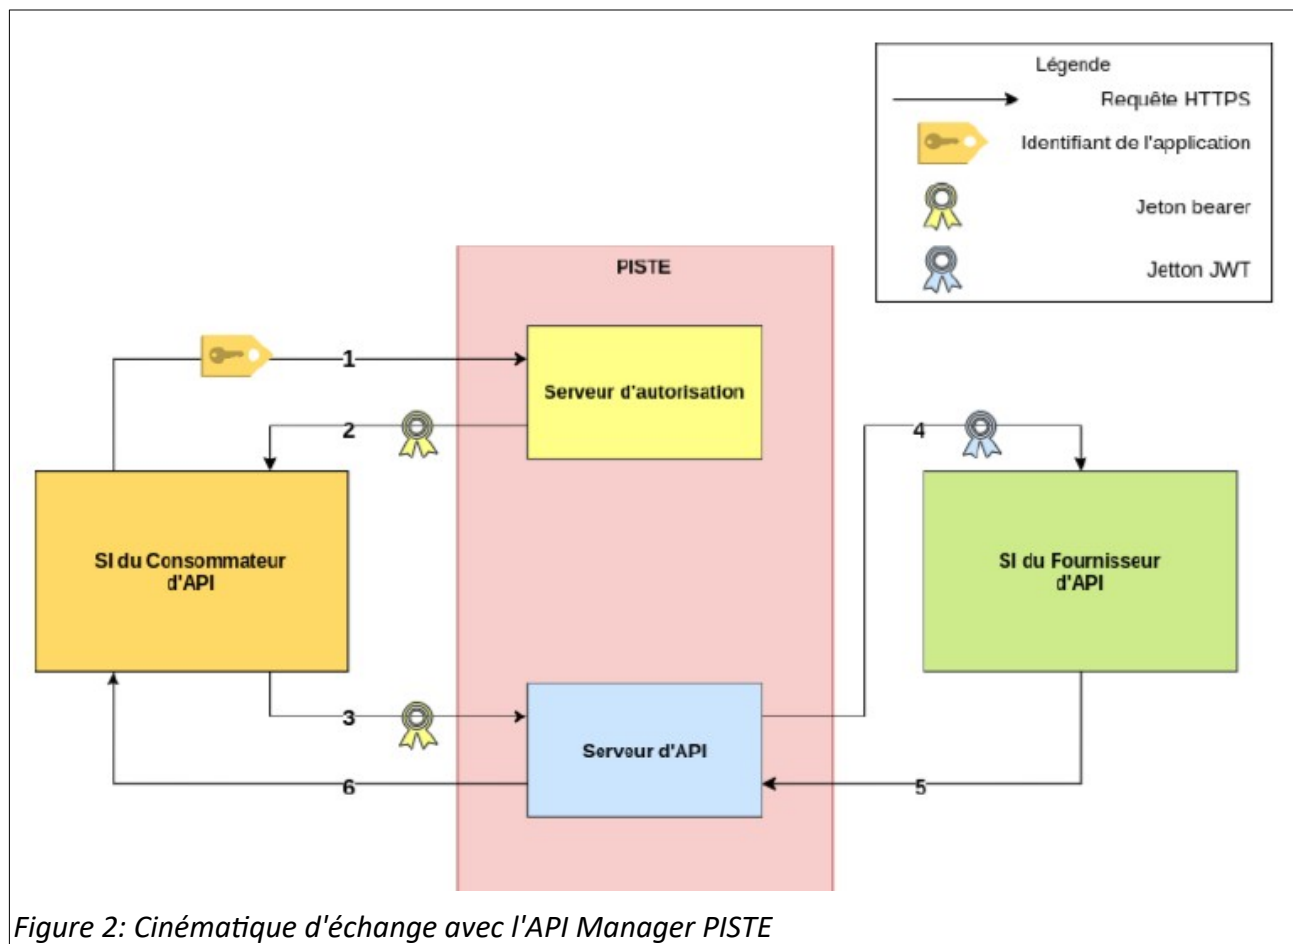 Légende
Requête HTTPS
Identifiant de l'application
Jeton bearer
Jetton JWT
PISTE
1
Serveur d'autorisation
2
4
SI du Consommateur
d'API
SI du Fournisseur
d'API
3
Serveur d'API
6
5
Figure 2: Cinématique d'échange avec l'API Manager PISTE